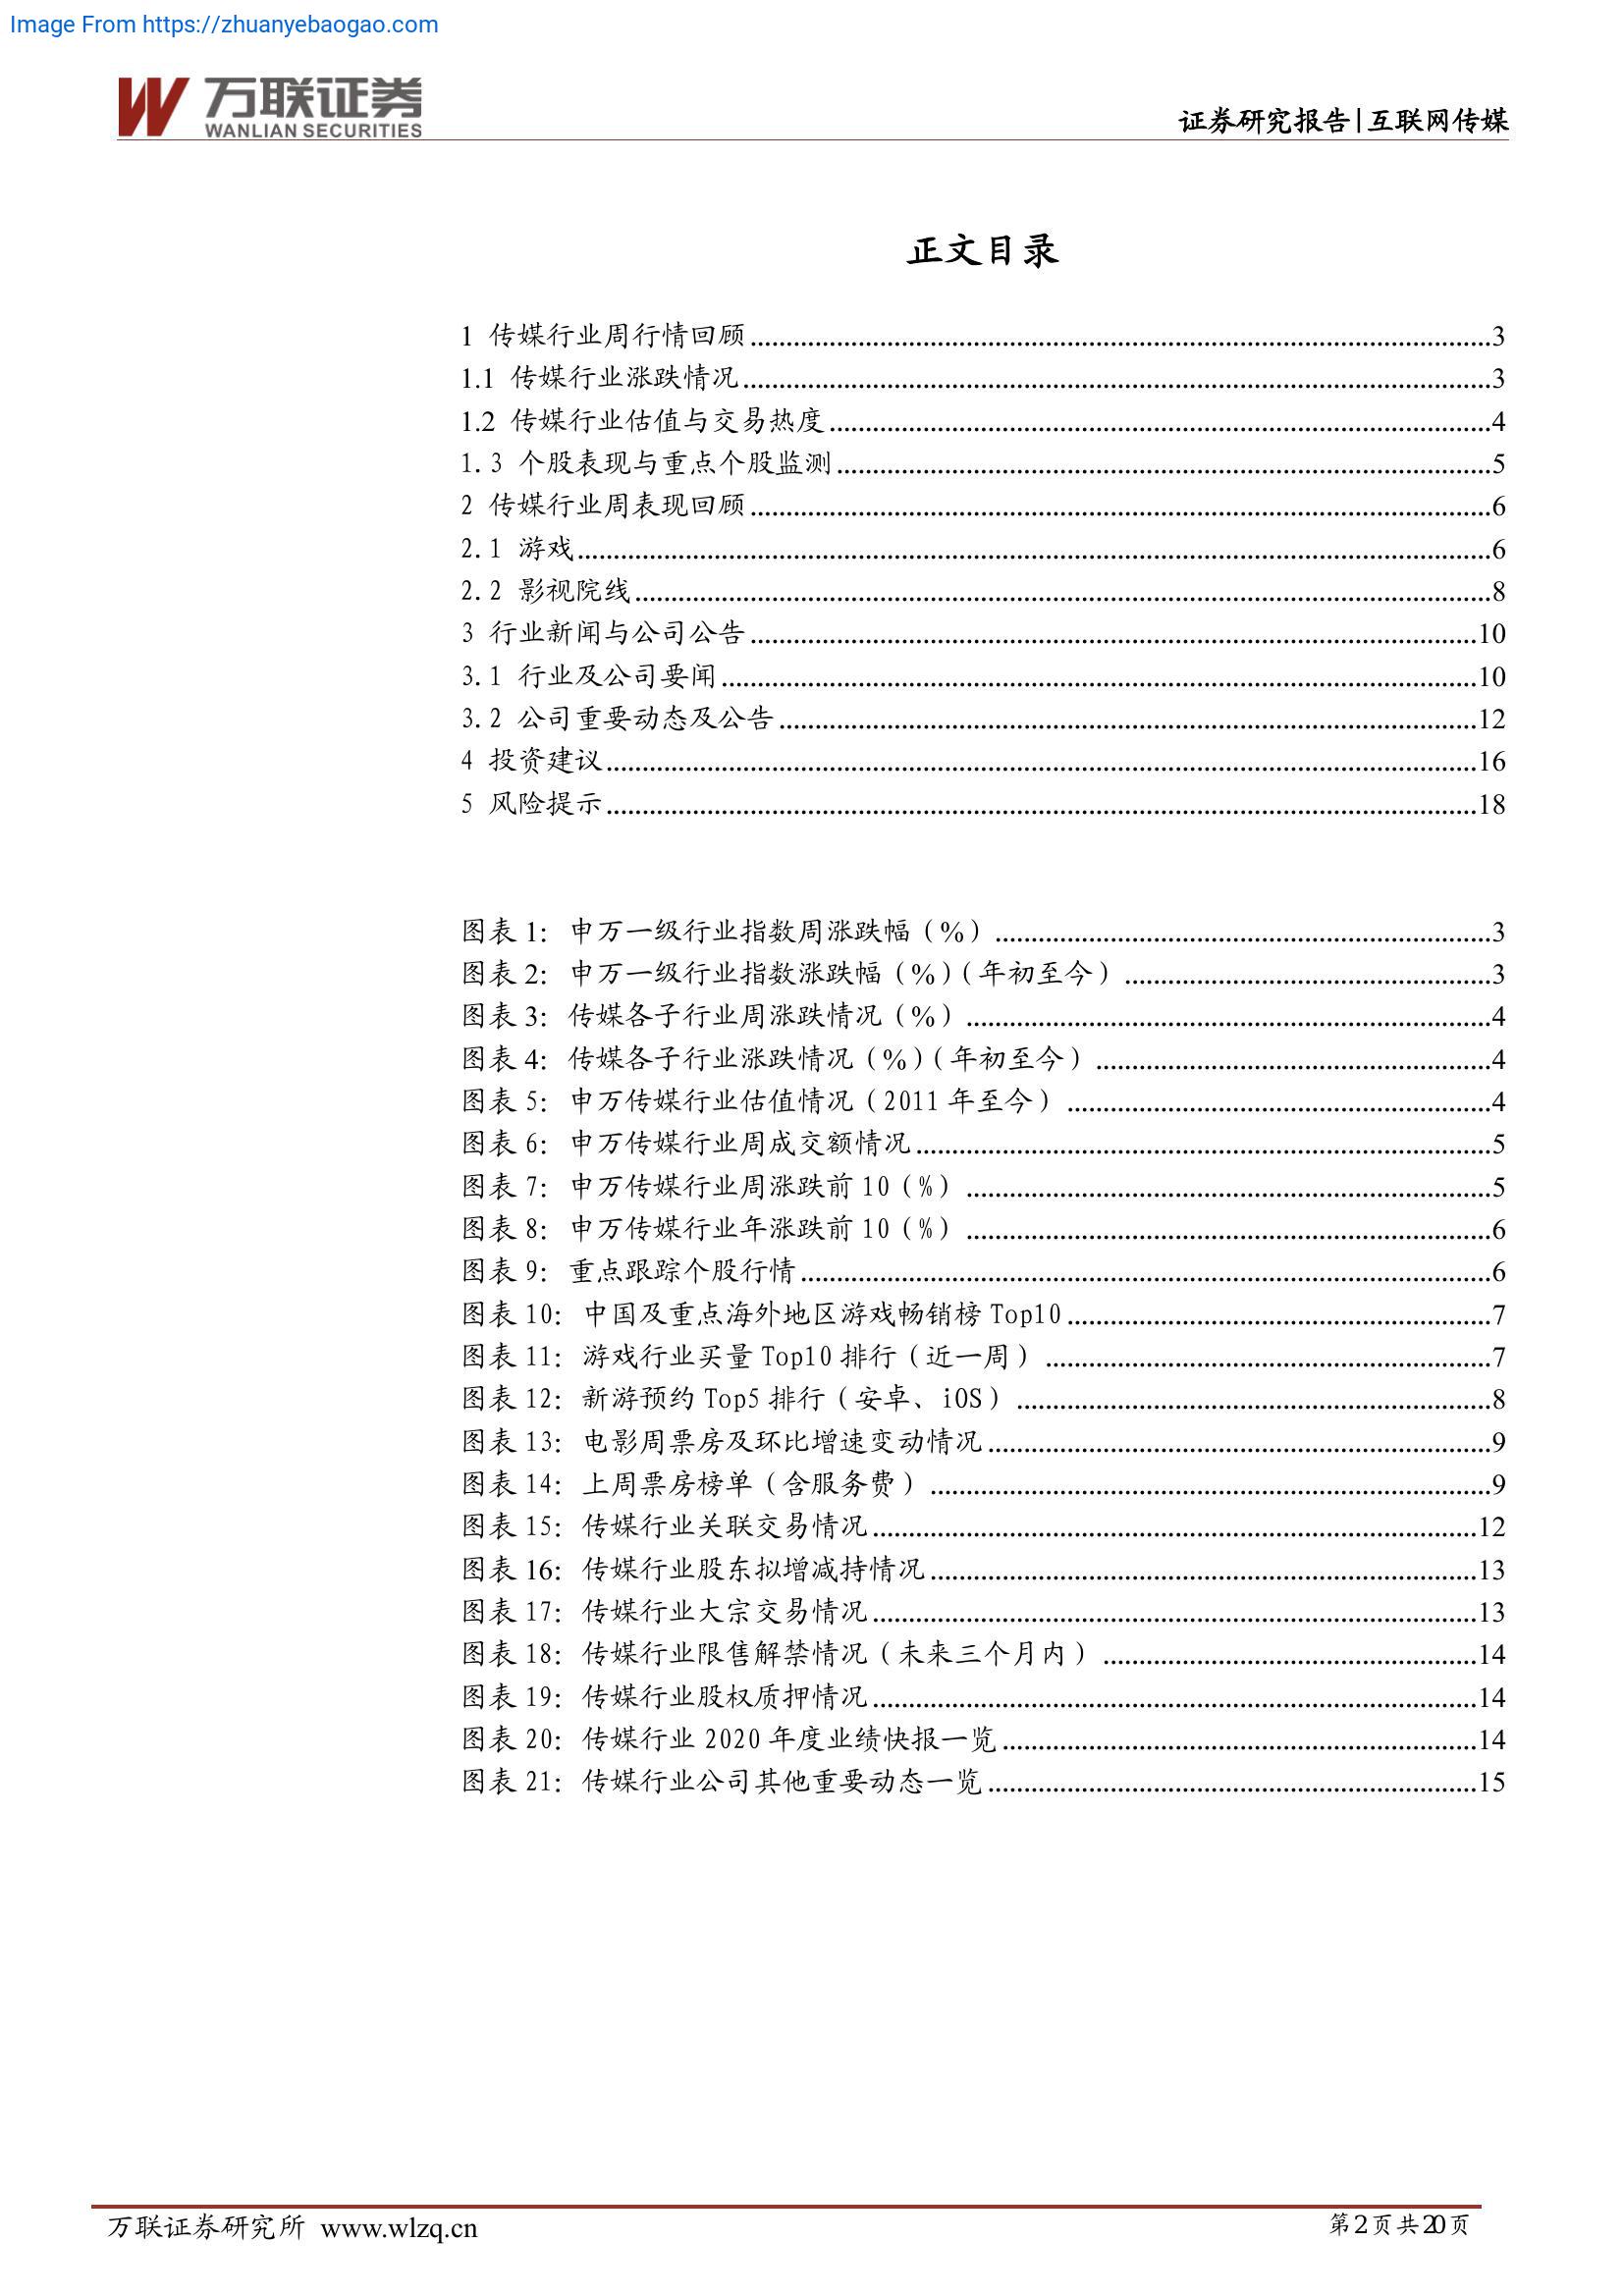 Image From https://zhuanyebaogao.com
万联证券
WANLIAN SECURITIES
证券研究报告|互联网传媒
正文目录
1 传媒行业周行情回顾..........3
1.1 传媒行业涨跌情况..........3
1.2 传媒行业估值与交易热度..........4
1.3 个股表现与重点个股监测..........5
2 传媒行业周表现回顾..........6
2.1 游戏..........6
2.2 影视院线..........8
3 行业新闻与公司公告..........10
3.1 行业及公司要闻..........10
3.2 公司重要动态及公告..........12
4 投资建议..........16
5 风险提示..........18
图表 1：申万一级行业指数周涨跌幅（%）..........3
图表 2：申万一级行业指数涨跌幅（%）（年初至今）..........3
图表 3：传媒各子行业周涨跌情况（%）..........4
图表 4：传媒各子行业涨跌情况（%）（年初至今）..........4
图表 5：申万传媒行业估值情况（2011 年至今）..........4
图表 6：申万传媒行业周成交额情况..........5
图表 7：申万传媒行业周涨跌前 10（%）..........5
图表 8：申万传媒行业年涨跌前 10（%）..........6
图表 9：重点跟踪个股行情..........6
图表 10：中国及重点海外地区游戏畅销榜 Top10..........7
图表 11：游戏行业买量 Top10 排行（近一周）..........7
图表 12：新游预约 Top5 排行（安卓、iOS）..........8
图表 13：电影周票房及环比增速变动情况..........9
图表 14：上周票房榜单（含服务费）..........9
图表 15：传媒行业关联交易情况..........12
图表 16：传媒行业股东拟增减持情况..........13
图表 17：传媒行业大宗交易情况..........13
图表 18：传媒行业限售解禁情况（未来三个月内）..........14
图表 19：传媒行业股权质押情况..........14
图表 20：传媒行业 2020 年度业绩快报一览..........14
图表 21：传媒行业公司其他重要动态一览..........15
万联证券研究所 www.wlzq.cn
第 2 页 共 20 页